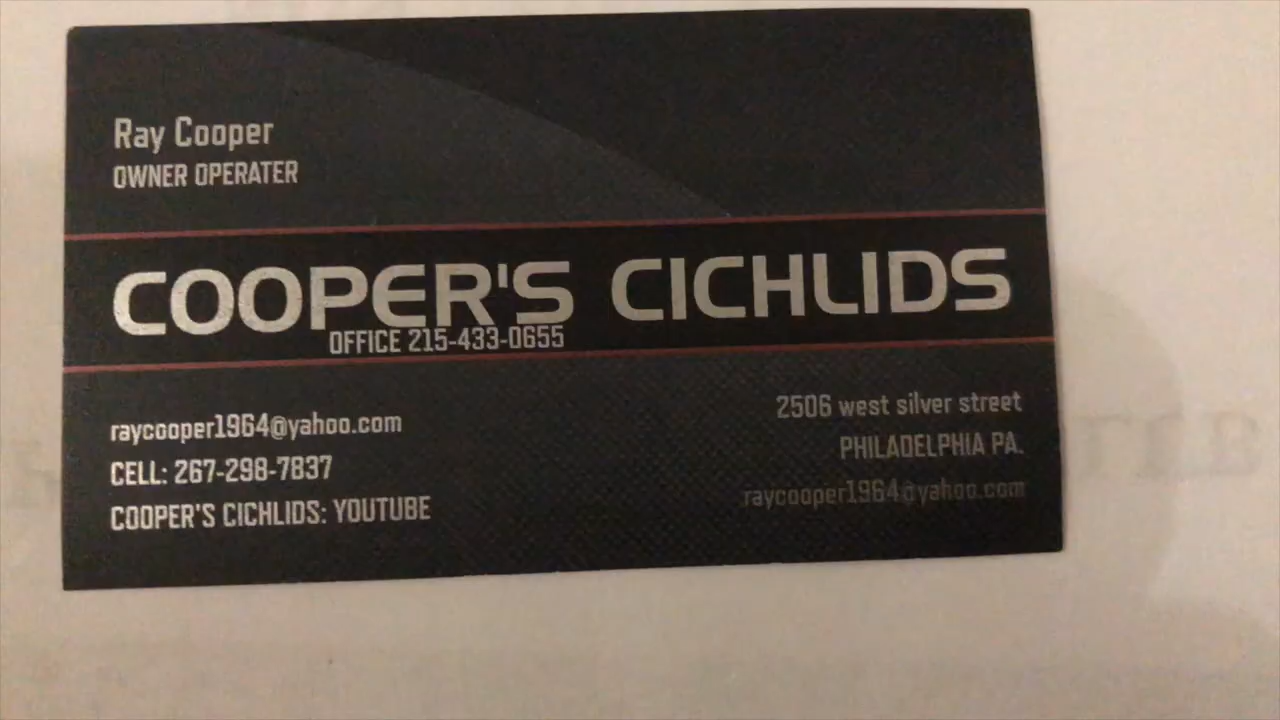 Ray Cooper
OWNER OPERATER
COOPER'S CICHLIDS
OFFICE 215-433-0655
raycooper1964@yahoo.com
CELL: 267-298-7837
COOPER'S CICHLIDS: YOUTUBE
2506 west silver street
PHILADELPHIA PA.
raycooper1964@yahoo.com